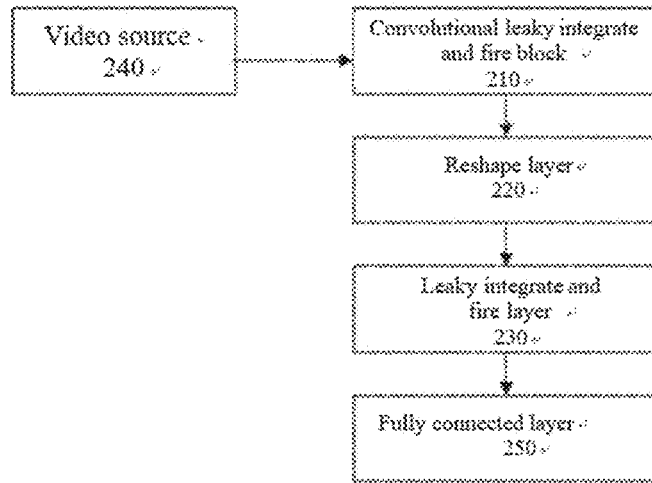 Video source
240
Convolutional leaky integrate
and fire block
210
Reshape layer
220
Leaky integrate and
fire layer
230
Fully connected layer
250